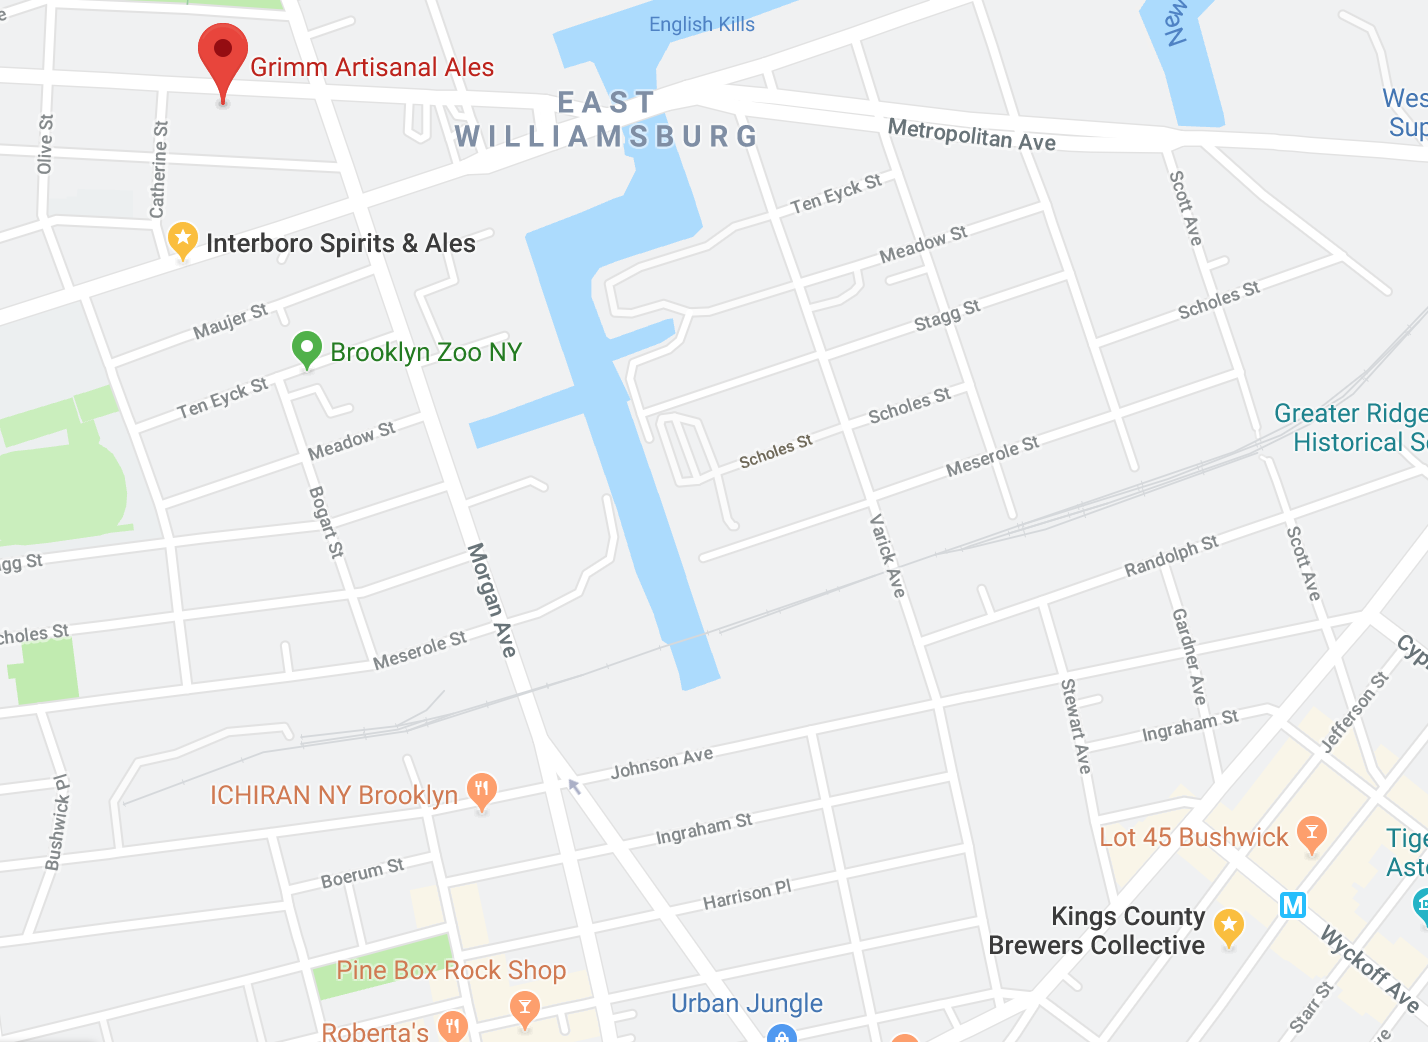 English Kills
New
Grimm Artisanal Ales
EAST
WILLIAMSBURG
Wes
Sup
Metropolitan Ave
Olive St
Catherine St
Ten Eyck St
Scott Ave
Interboro Spirits & Ales
Meadow St
Maujer St
Stagg St
Scholes St
Brooklyn Zoo NY
Ten Eyck St
Scholes St
Greater Ridge
Historical S
Meadow St
Scholes St
Meserole St
Bogart St
Varick Ave
gg St
Morgan Ave
Randolph St
Scott Ave
choles St
Meserole St
Gardner Ave
Cyp
Stewart Ave
Ingraham St
Jefferson St
Johnson Ave
Bushwick Pl
ICHIRAN NY Brooklyn
Ingraham St
Lot 45 Bushwick
Tige
Ast
Boerum St
Harrison Pl
M
Kings County
Brewers Collective
Wyckoff Ave
Pine Box Rock Shop
Urban Jungle
Starr St
Roberta's
ve